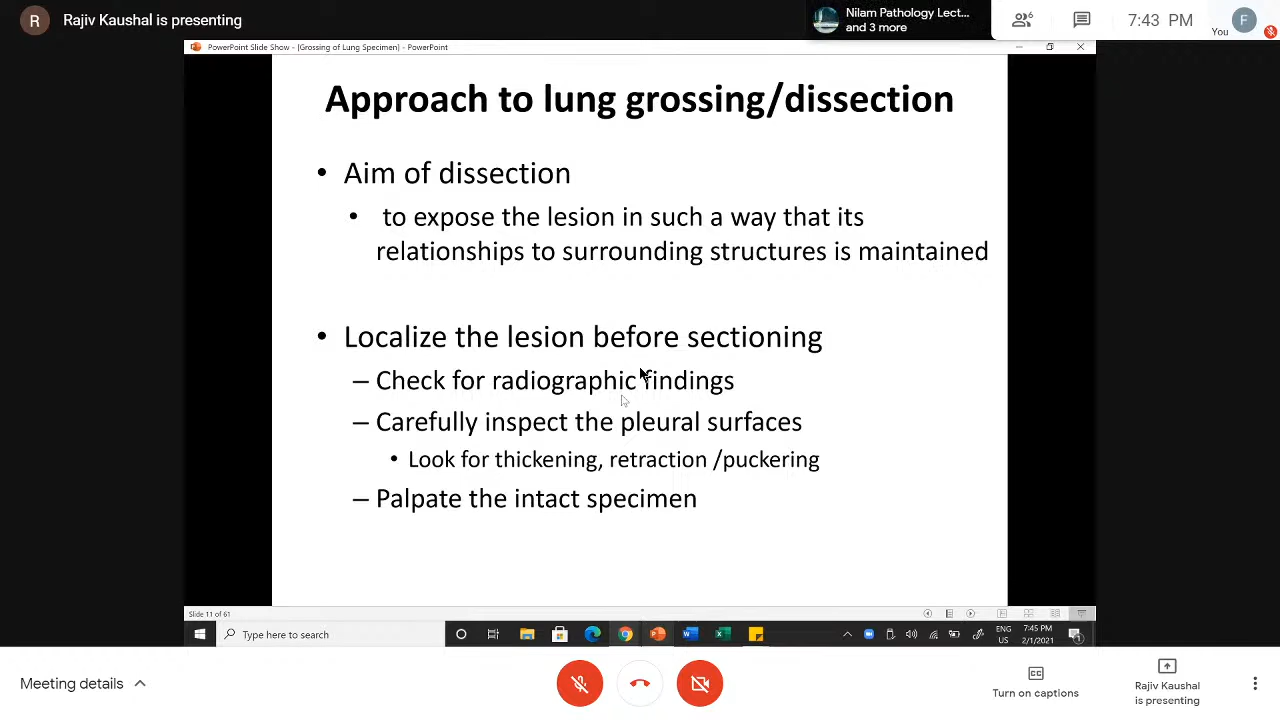 R
Rajiv Kaushal is presenting
Nilam Pathology Lect...
and 3 more
6
7:43 PM
You
F
PowerPoint Slide Show - [Grossing of Lung Specimen] - PowerPoint
Approach to lung grossing/dissection
• Aim of dissection
• to expose the lesion in such a way that its
relationships to surrounding structures is maintained
• Localize the lesion before sectioning
– Check for radiographic findings
– Carefully inspect the pleural surfaces
• Look for thickening, retraction /puckering
– Palpate the intact specimen
Slide 11 of 61
Type here to search
ENG
US
7:45 PM
2/1/2021
1
Meeting details
CC
Turn on captions
Rajiv Kaushal
is presenting